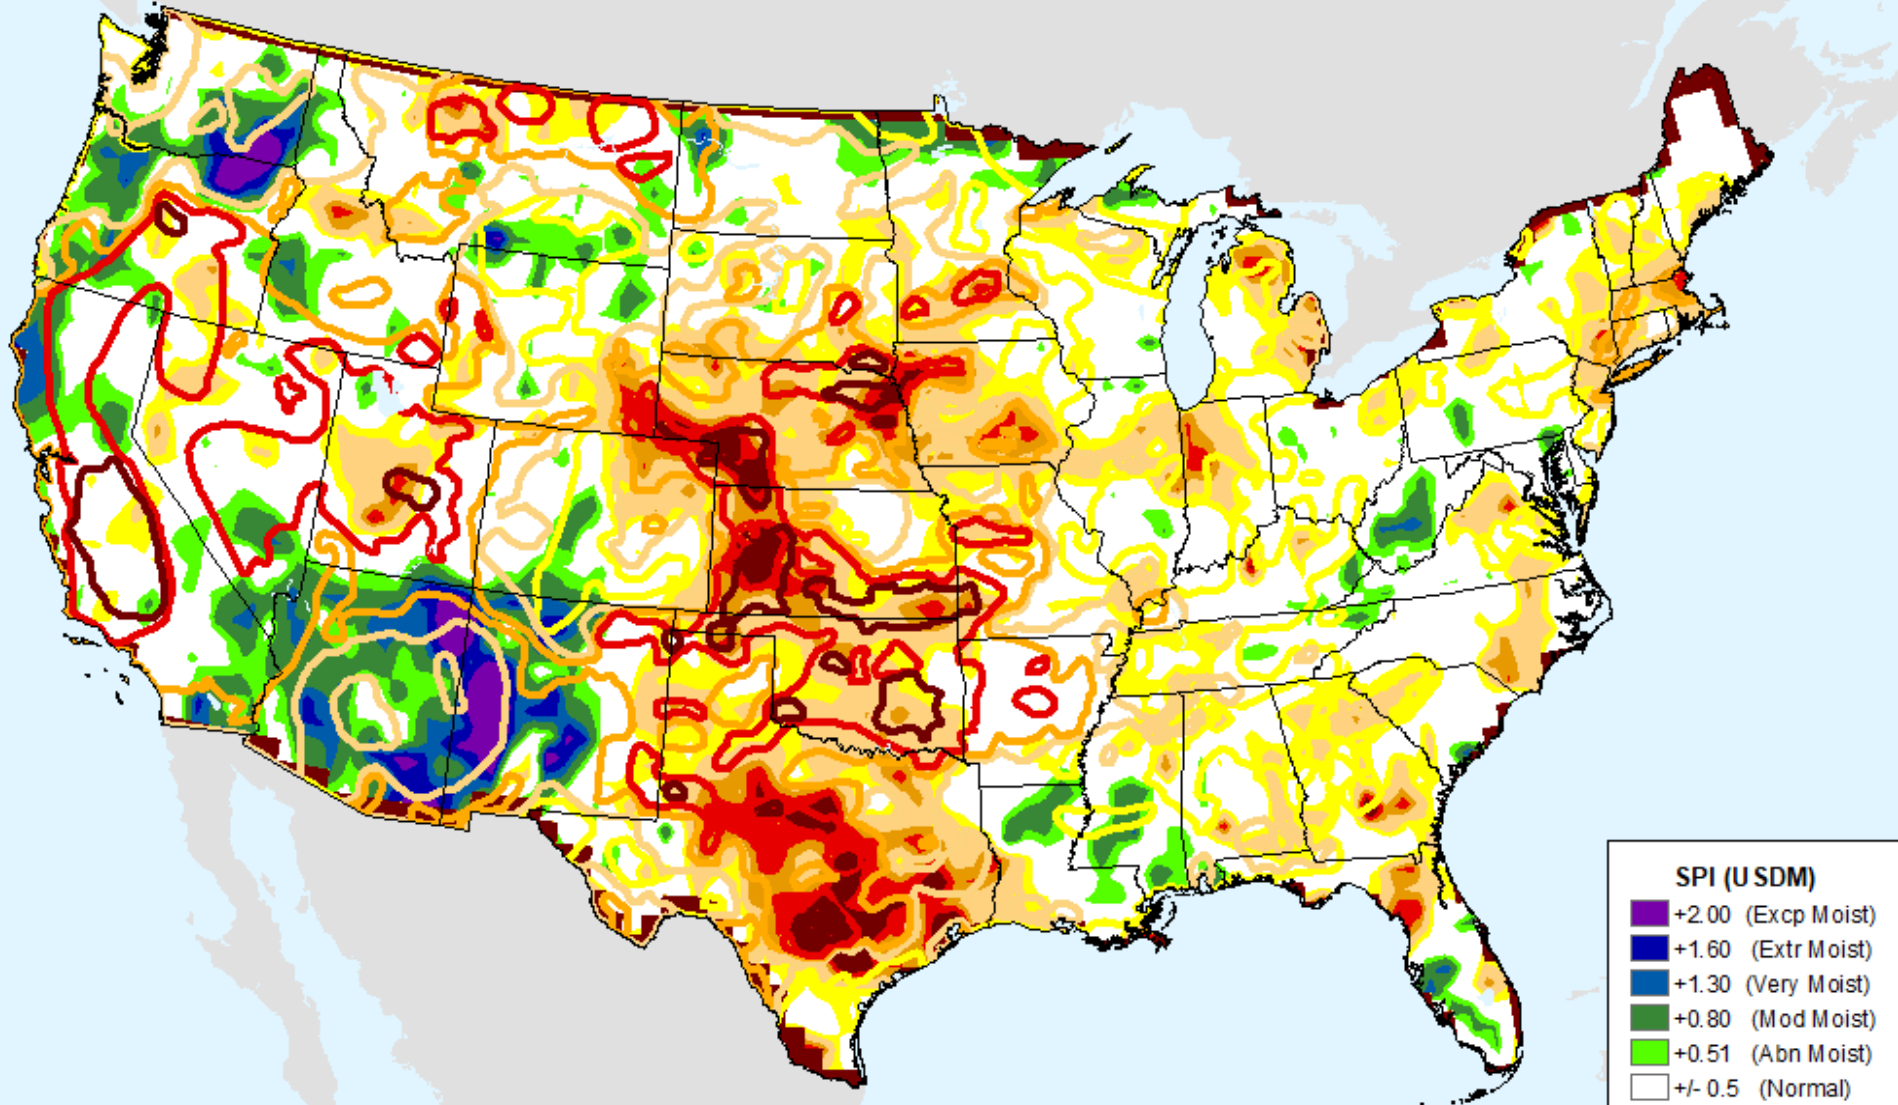 SPI (USDM)
+2.00 (Excp Moist)
+1.60 (Extr Moist)
+1.30 (Very Moist)
+0.80 (Mod Moist)
+0.51 (Abn Moist)
+/- 0.5 (Normal)